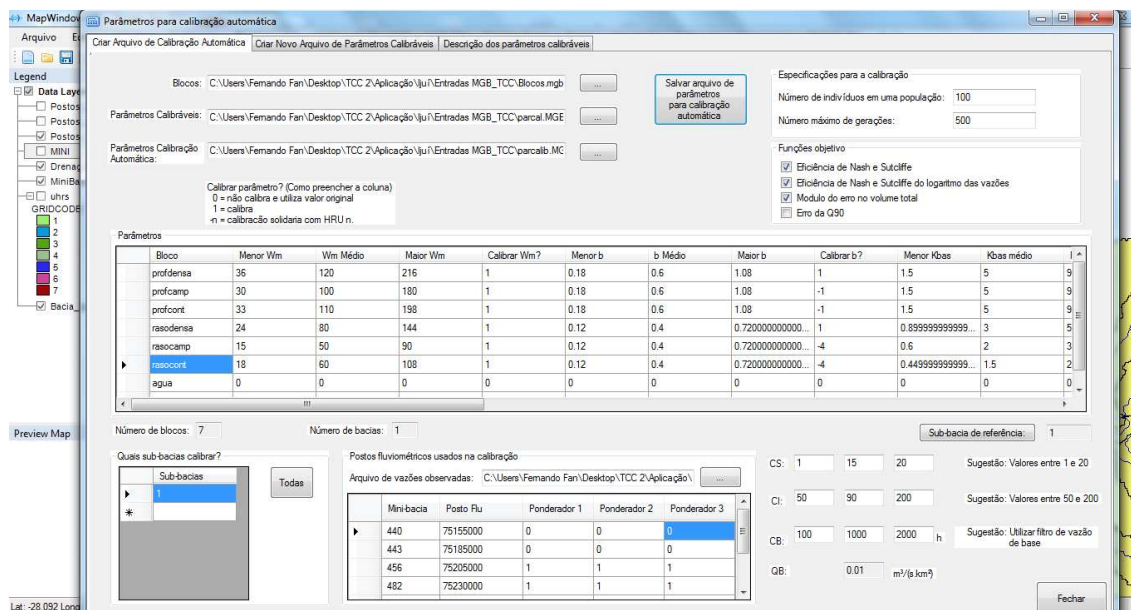 MapWindow
Parâmetros para calibração automática
Arquivo
Criar Arquivo de Calibração Automática Criar Novo Arquivo de Parâmetros Calibráveis Descrição dos parâmetros calibráveis
Legend
Data Laye
Postos
Postos
Postos
MINI
Drenag
MiniBa
uhrs
GRIDCODE
1
2
3
4
5
6
7
Bacia_
Preview Map
Blocos: C:\Users\Fernando Fan\Desktop\TCC 2\Aplicação\Ijuí\Entradas MGB_TCC\Blocos.mgb ...
Parâmetros Calibráveis: C:\Users\Fernando Fan\Desktop\TCC 2\Aplicação\Ijuí\Entradas MGB_TCC\parcal.MGB ...
Parâmetros Calibração Automática: C:\Users\Fernando Fan\Desktop\TCC 2\Aplicação\Ijuí\Entradas MGB_TCC\parcalib.MG ...
Salvar arquivo de parâmetros para calibração automática
Especificações para a calibração
Número de indivíduos em uma população: 100
Número máximo de gerações: 500
Funções objetivo
Eficiência de Nash e Sutcliffe
Eficiência de Nash e Sutcliffe do logaritmo das vazões
Modulo do erro no volume total
Erro da Q90
Calibrar parâmetro? (Como preencher a coluna)
0 = não calibra e utiliza valor original
1 = calibra
-n = calibração solidaria com HRU n.
Parâmetros
Bloco Menor Wm Wm Médio Maior Wm Calibrar Wm? Menor b b Médio Maior b Calibrar b? Menor Kbas Kbas médio
profdensa 36 120 216 1 0.18 0.6 1.08 1 1.5 5 9
profcamp 30 100 180 1 0.18 0.6 1.08 -1 1.5 5 9
profcont 33 110 198 1 0.18 0.6 1.08 -1 1.5 5 9
rasodensa 24 80 144 1 0.12 0.4 0.720000000000... 1 0.899999999999... 3 5
rasocamp 15 50 90 1 0.12 0.4 0.720000000000... -4 0.6 2 3
rasocont 18 60 108 1 0.12 0.4 0.720000000000... -4 0.449999999999... 1.5 2
agua 0 0 0 0 0 0 0 0 0 0 0
Número de blocos: 7 Número de bacias: 1 Sub-bacia de referência: 1
Quais sub-bacias calibrar?
Sub-bacias
1
Todas
Postos fluviométricos usados na calibração
Arquivo de vazões observadas: C:\Users\Fernando Fan\Desktop\TCC 2\Aplicação\ ...
Mini-bacia Posto Flu Ponderador 1 Ponderador 2 Ponderador 3
440 75155000 0 0 0
443 75185000 0 0 0
456 75205000 1 1 1
482 75230000 1 1 1
CS: 1 15 20 Sugestão: Valores entre 1 e 20
CI: 50 90 200 Sugestão: Valores entre 50 e 200
CB: 100 1000 2000 h Sugestão: Utilizar filtro de vazão de base
QB: 0.01 m³/(s.km²)
Fechar
Lat: -28.092 Long